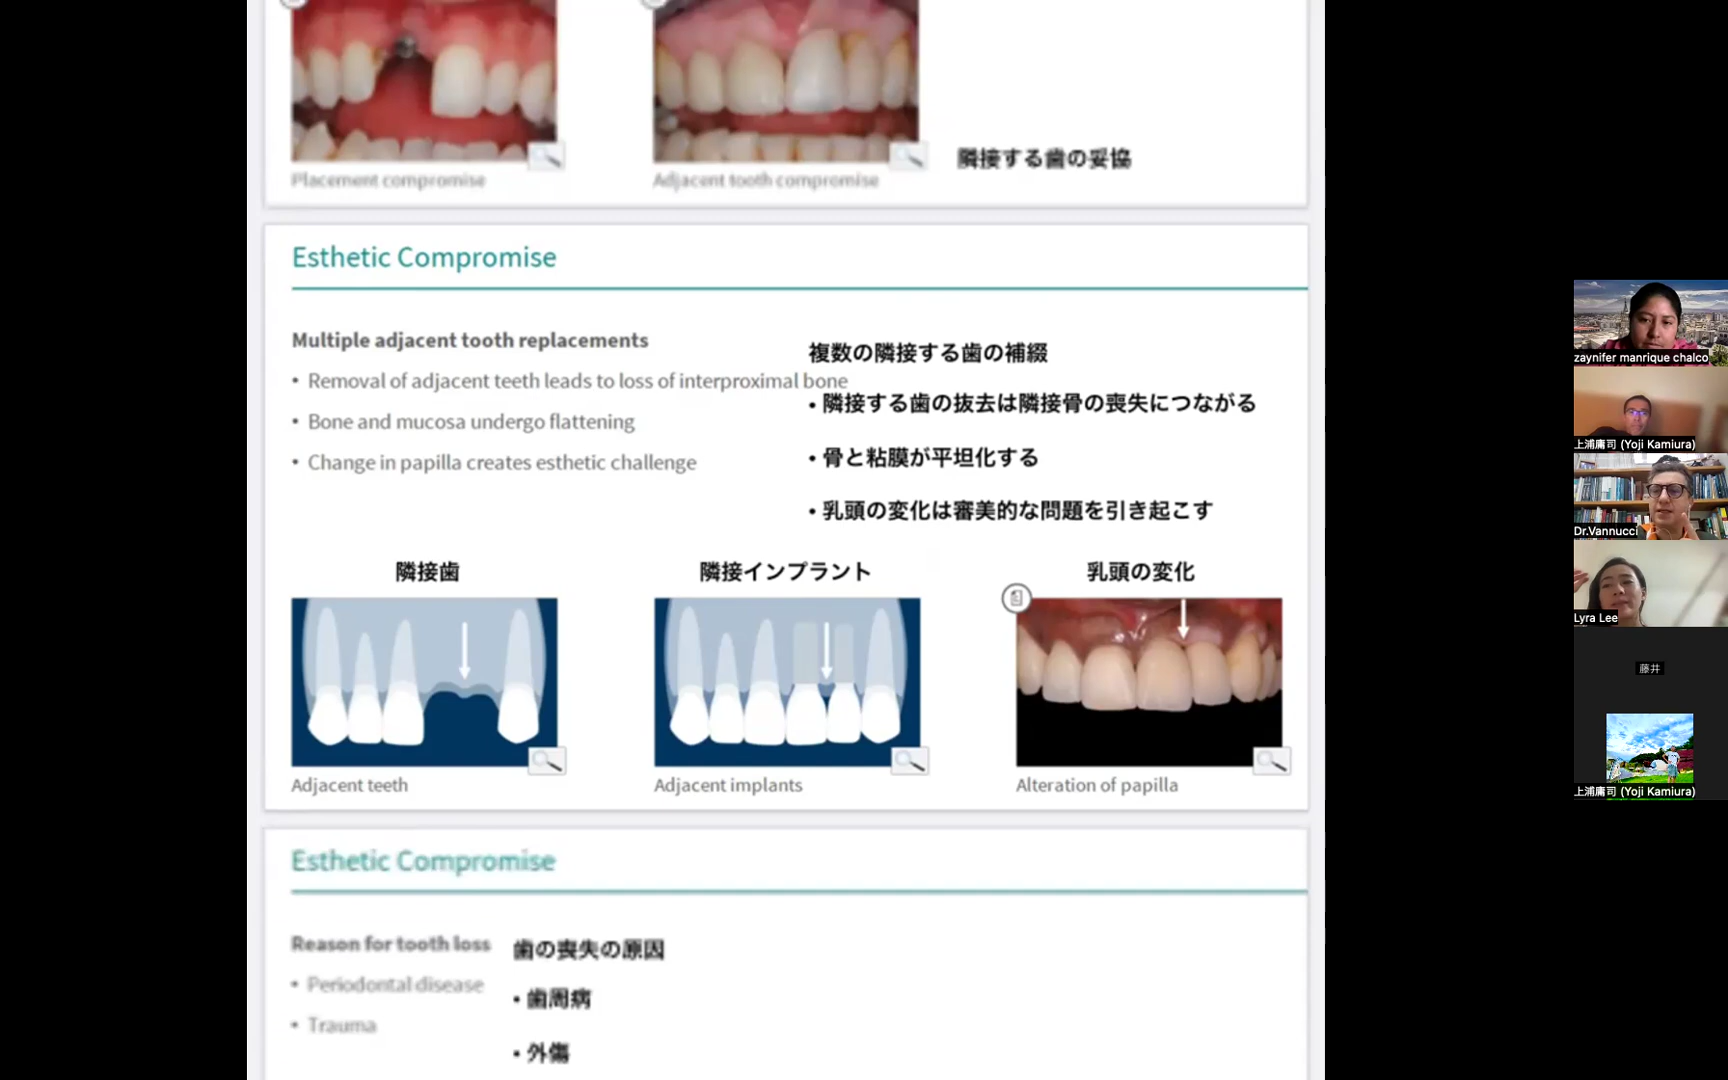 Placement compromise
Adjacent tooth compromise
隣接する歯の妥協
Esthetic Compromise
Multiple adjacent tooth replacements
• Removal of adjacent teeth leads to loss of interproximal bone
• Bone and mucosa undergo flattening
• Change in papilla creates esthetic challenge
複数の隣接する歯の補綴
• 隣接する歯の抜去は隣接骨の喪失につながる
• 骨と粘膜が平坦化する
• 乳頭の変化は審美的な問題を引き起こす
隣接歯
隣接インプラント
乳頭の変化
Adjacent teeth
Adjacent implants
Alteration of papilla
Esthetic Compromise
Reason for tooth loss
• Periodontal disease
• Trauma
歯の喪失の原因
• 歯周病
• 外傷
zaynifer manrique chalco
上浦庸司 (Yoji Kamiura)
Dr.Vannucci
Lyra Lee
藤井
上浦庸司 (Yoji Kamiura)